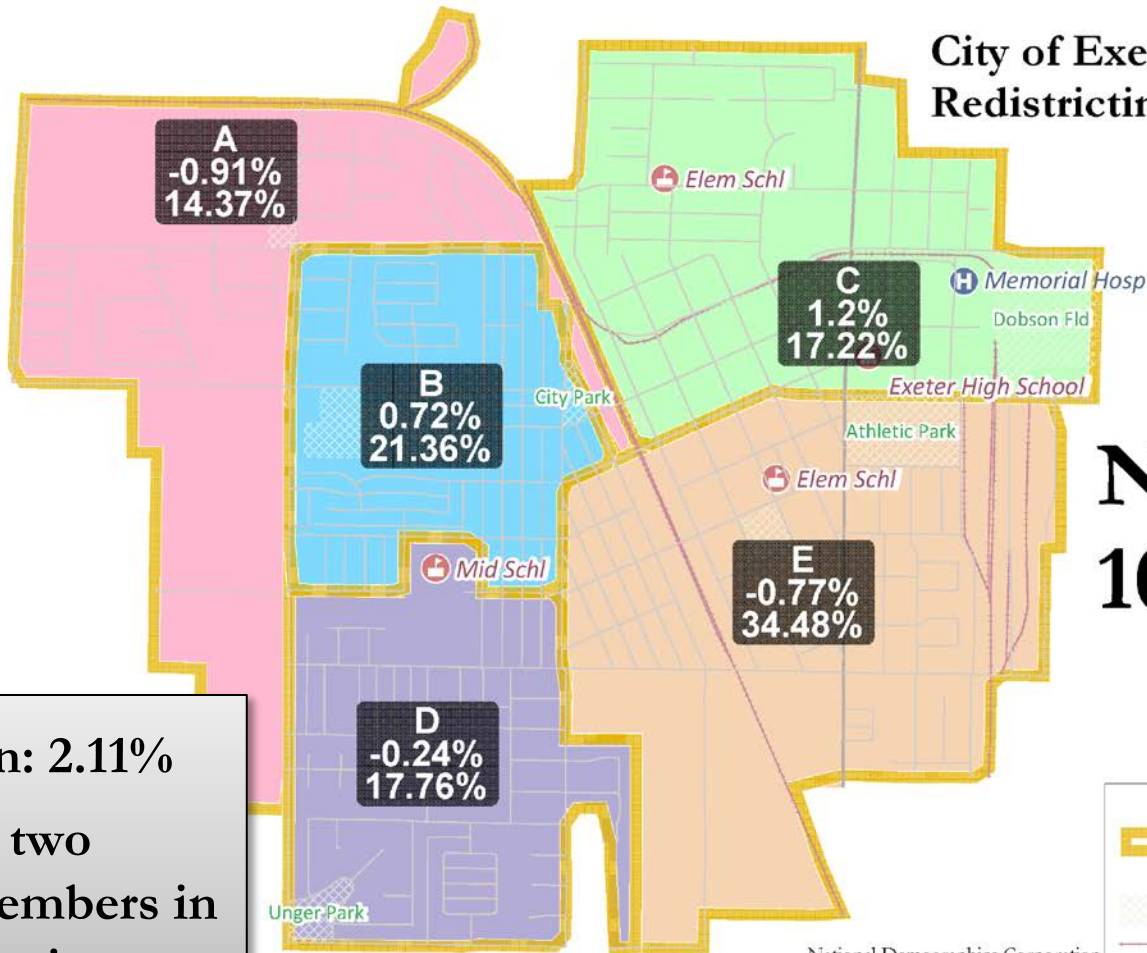 City of Exe
Redistrictin
A
-0.91%
14.37%
Elem Schl
C
1.2%
17.22%
Memorial Hosp
Dobson Fld
Exeter High School
B
0.72%
21.36%
City Park
Athletic Park
Elem Schl
N
10
Mid Schl
E
-0.77%
34.48%
n: 2.11%
two
embers in
D
-0.24%
17.76%
Unger Park